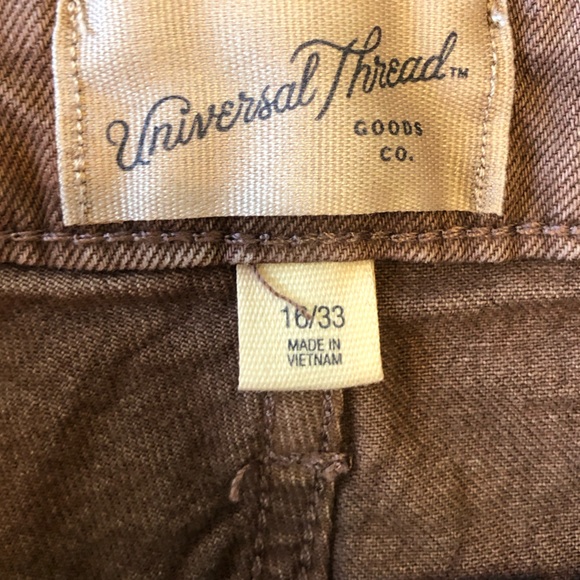 Universal Thread™
GOODS
CO.
16/33
MADE IN
VIETNAM